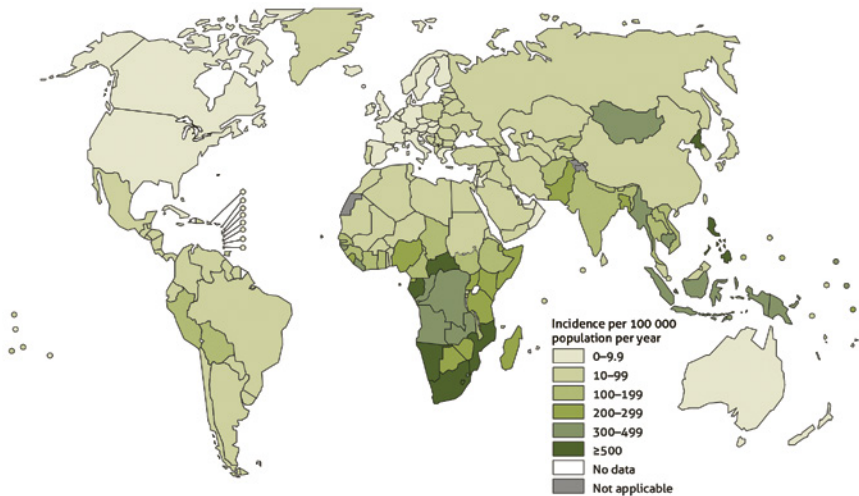 Incidence per 100 000
population per year
0–9.9
10–99
100–199
200–299
300–499
≥500
No data
Not applicable